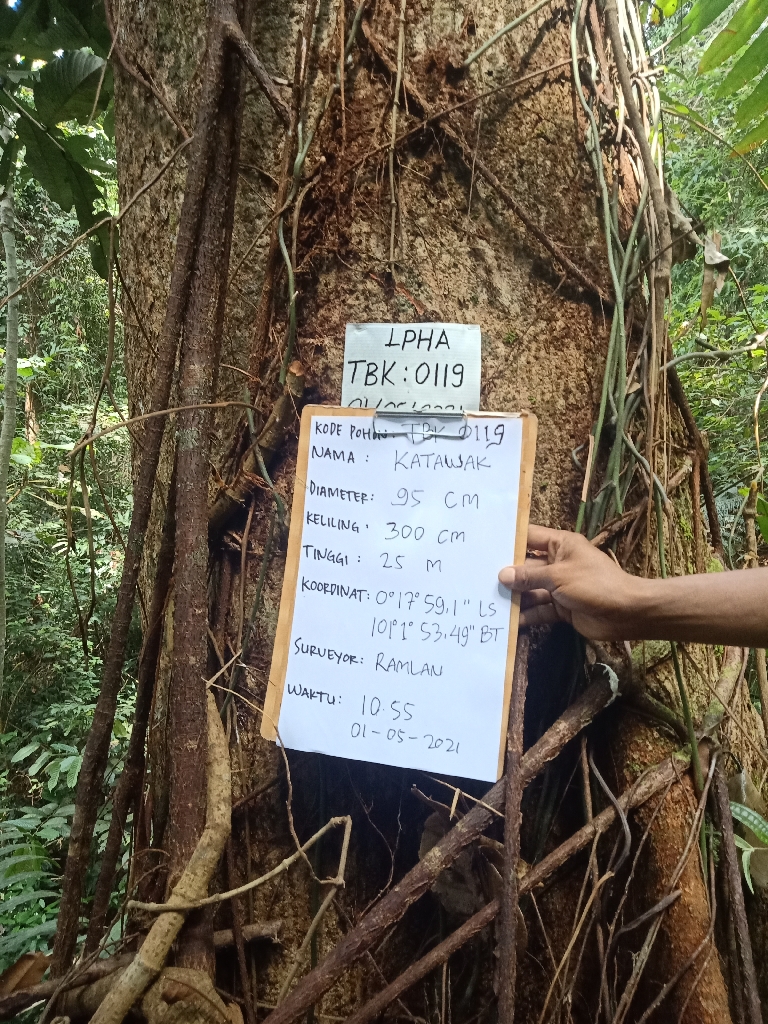 LPHA
TBK : 0119
KODE POHON: TBK 0119
NAMA : KATAWAK
DIAMETER: 95 CM
KELILING : 300 CM
TINGGI : 25 M
KOORDINAT: 0°17°59,1" LS
101°1° 53.49" BT
SURVEYOR: RAMLAN
WAKTU: 10.55
01-05-2021